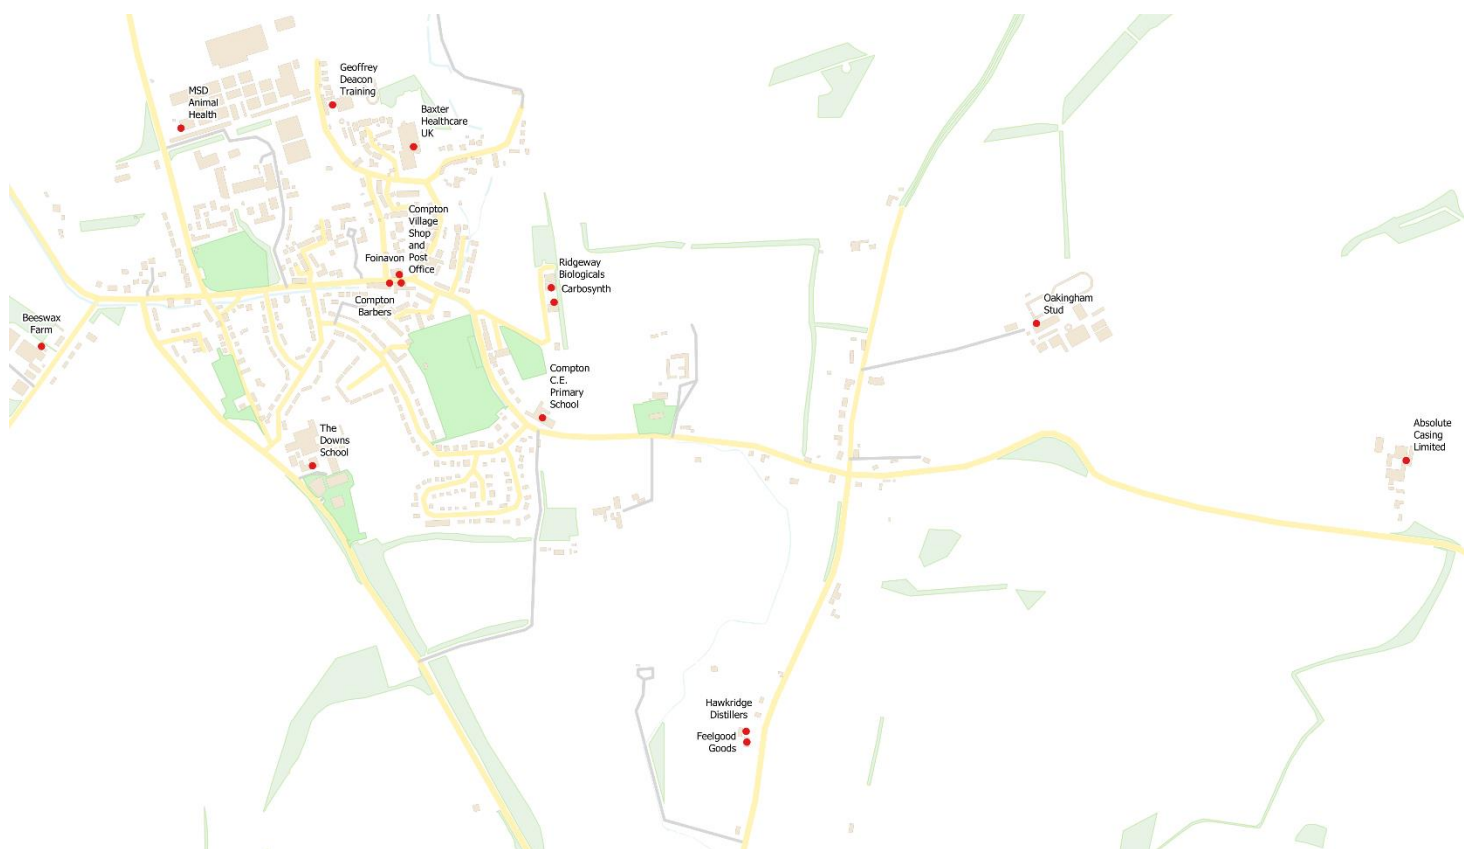 Geoffrey
Deacon
Training
MSD
Animal
Health
Baxter
Healthcare
UK
Compton
Village
Shop
and
Post
Office
Foinavon
Ridgeway
Biologicals
Carbosynth
Compton
Barbers
Oakingham
Stud
Beeswax
Farm
Compton
C.E.
Primary
School
The
Downs
School
Absolute
Casing
Limited
Hawkridge
Distillers
Feelgood
Goods